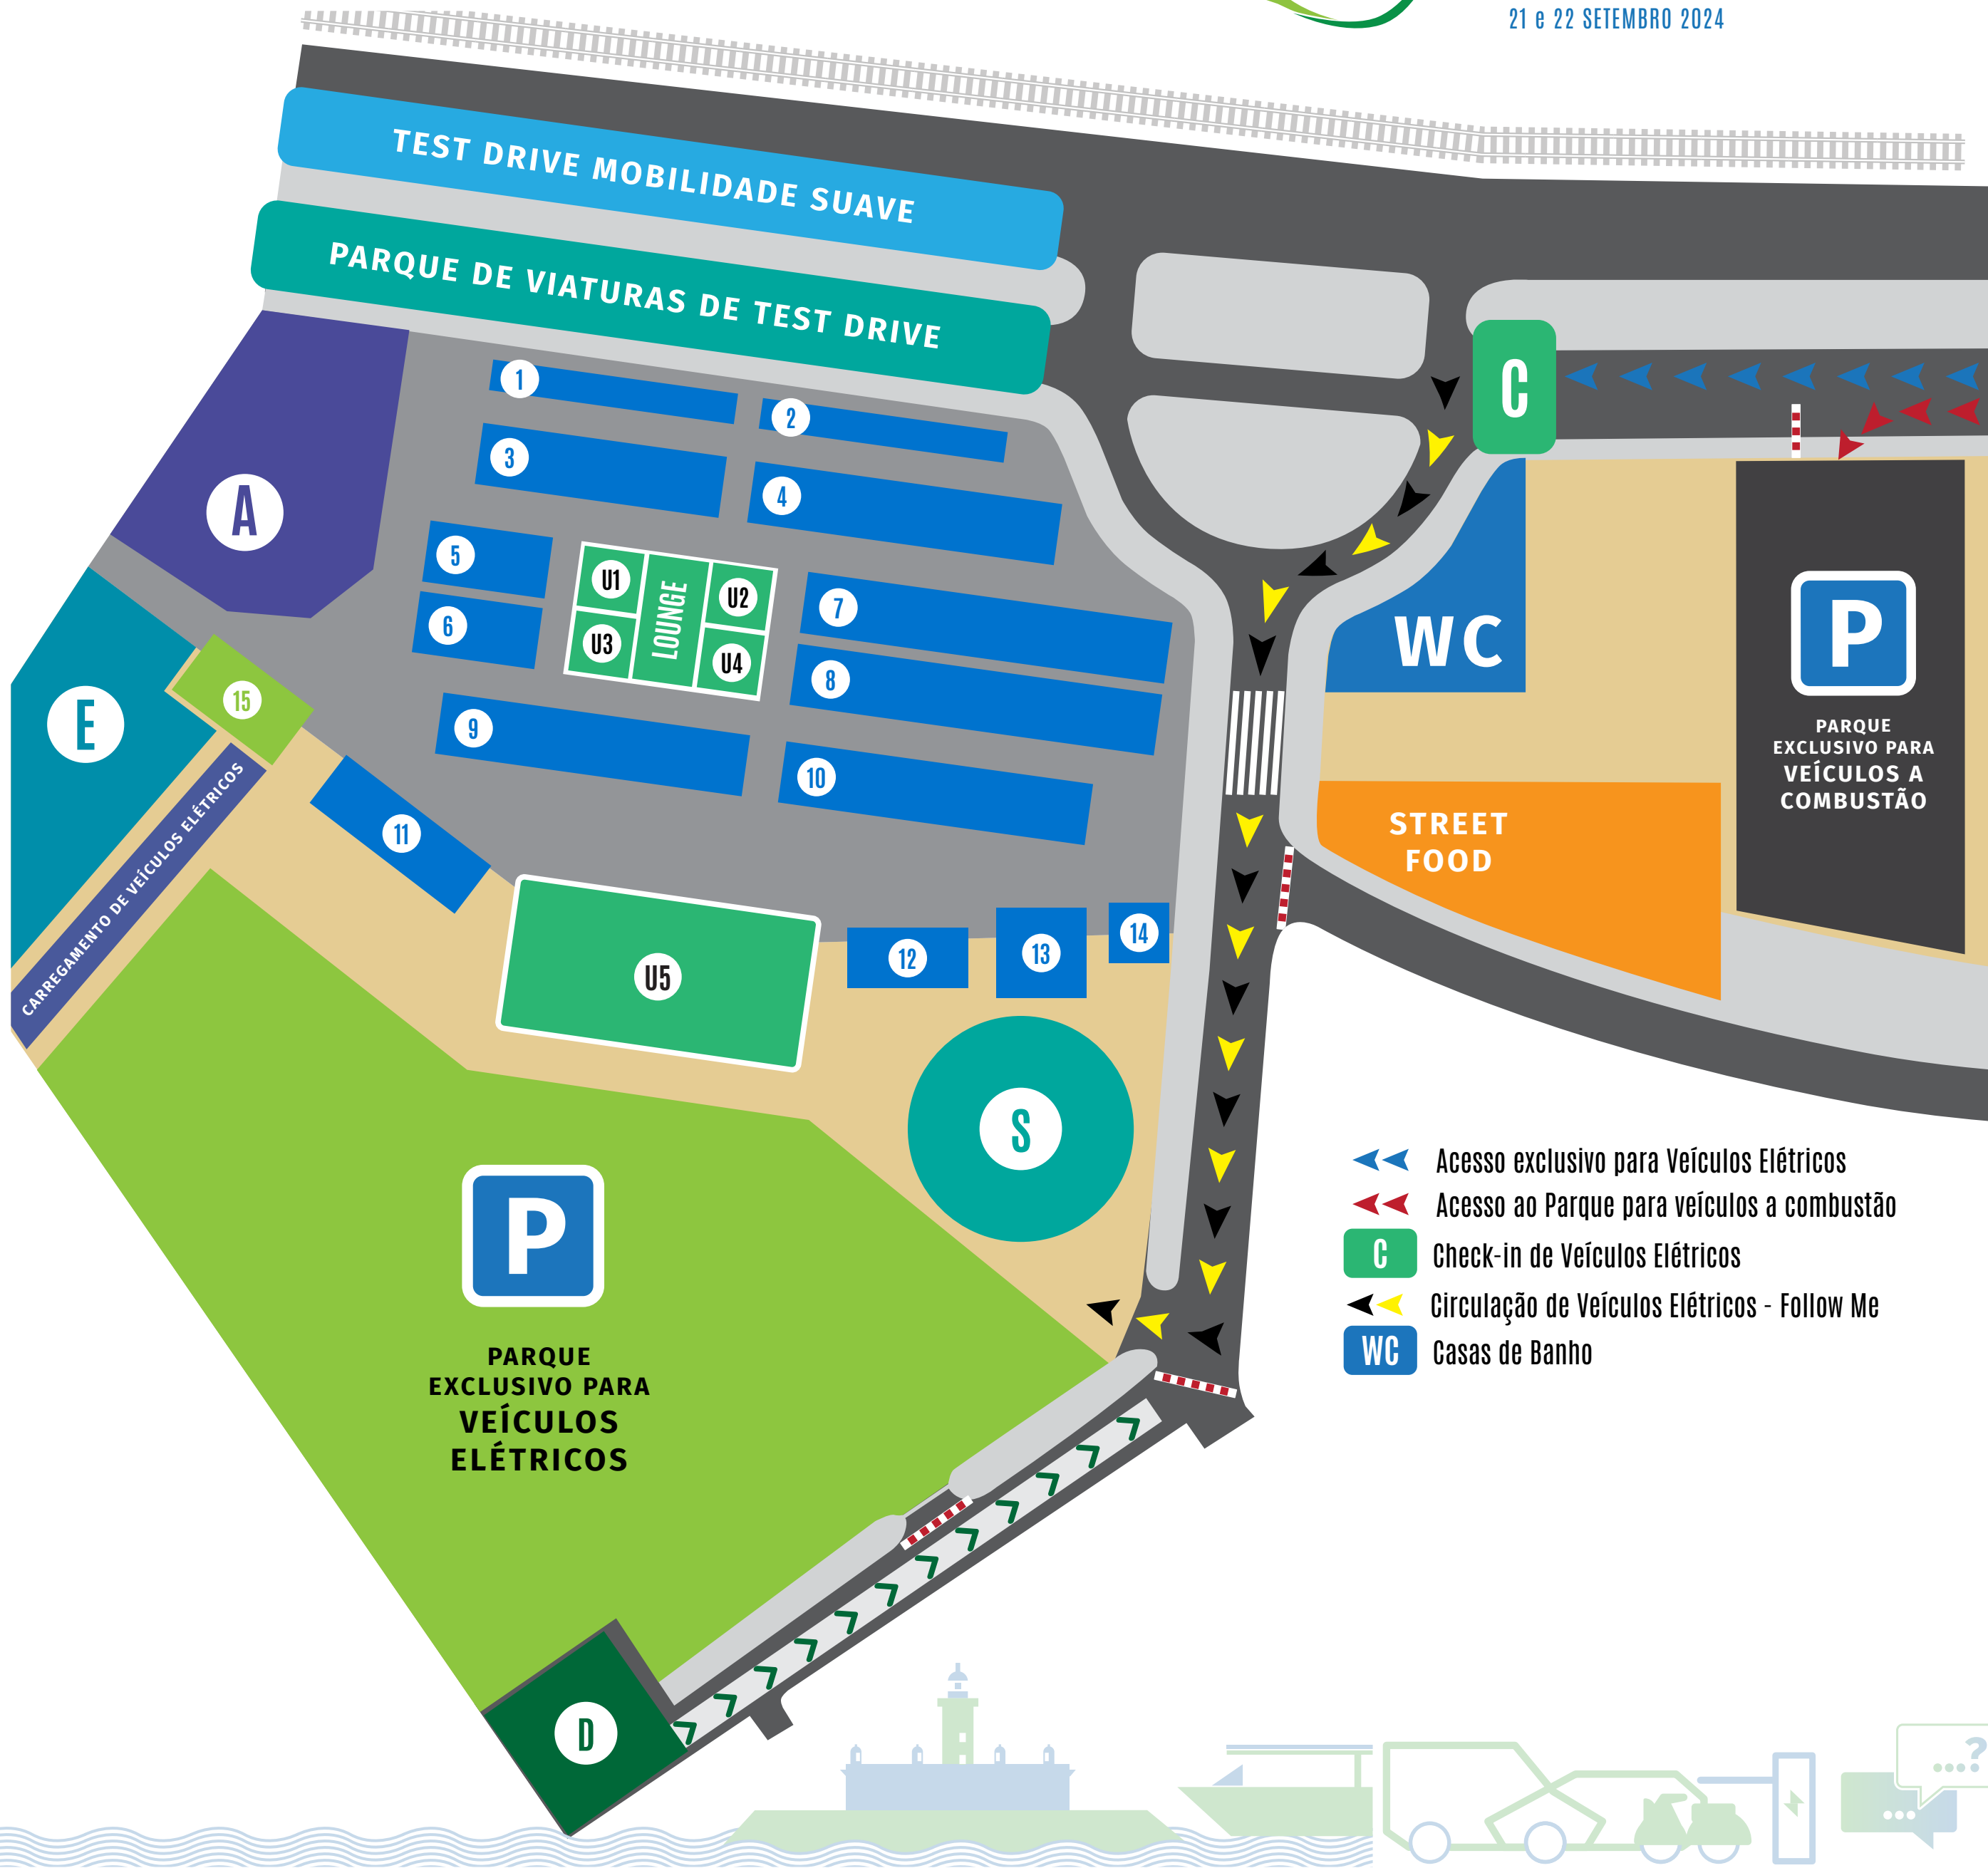 21 e 22 SETEMBRO 2024
TEST DRIVE MOBILIDADE SUAVE
PARQUE DE VIATURAS DE TEST DRIVE
C
1
2
3
4
A
5
U1
LOUNGE
U2
7
6
U3
U4
WC
P
8
15
E
9
PARQUE
EXCLUSIVO PARA
VEÍCULOS A
COMBUSTÃO
10
CARREGAMENTO DE VEÍCULOS ELÉTRICOS
11
STREET
FOOD
U5
12
13
14
S
P
PARQUE
EXCLUSIVO PARA
VEÍCULOS
ELÉTRICOS
Acesso exclusivo para Veículos Elétricos
Acesso ao Parque para veículos a combustão
C Check-in de Veículos Elétricos
Circulação de Veículos Elétricos - Follow Me
WC Casas de Banho
D
....?
...